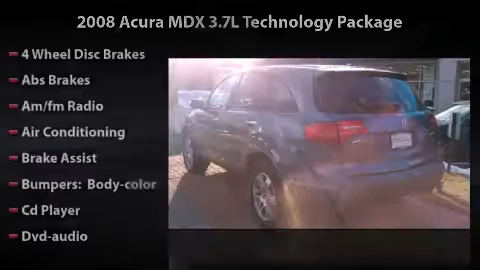 2008 Acura MDX 3.7L Technology Package
4 Wheel Disc Brakes
Abs Brakes
Am/fm Radio
Air Conditioning
Brake Assist
Bumpers: Body-color
Cd Player
Dvd-audio